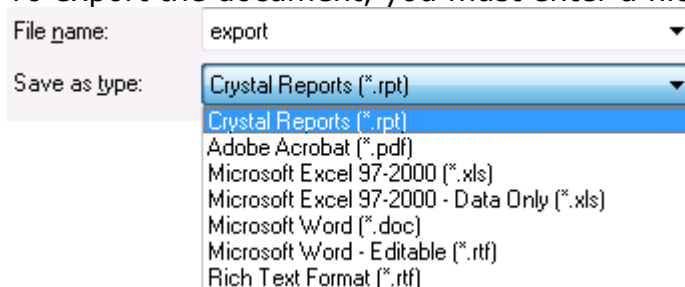 To export the document, you must enter a file
File name: export
Save as type: Crystal Reports (*.rpt)
Crystal Reports (*.rpt)
Adobe Acrobat (*.pdf)
Microsoft Excel 97-2000 (*.xls)
Microsoft Excel 97-2000 - Data Only (*.xls)
Microsoft Word (*.doc)
Microsoft Word - Editable (*.rtf)
Rich Text Format (*.rtf)